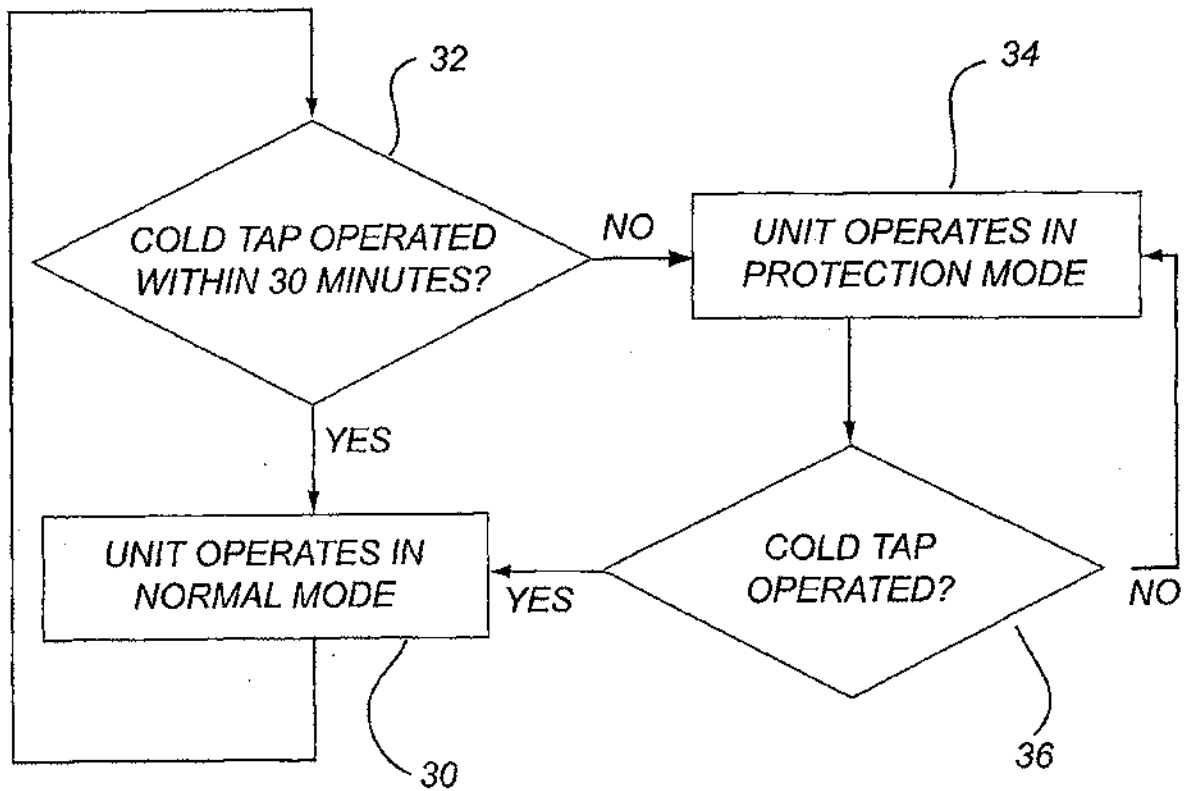 32
34
COLD TAP OPERATED
WITHIN 30 MINUTES?
NO
UNIT OPERATES IN
PROTECTION MODE
YES
UNIT OPERATES IN
NORMAL MODE
YES
COLD TAP
OPERATED?
NO
30
36